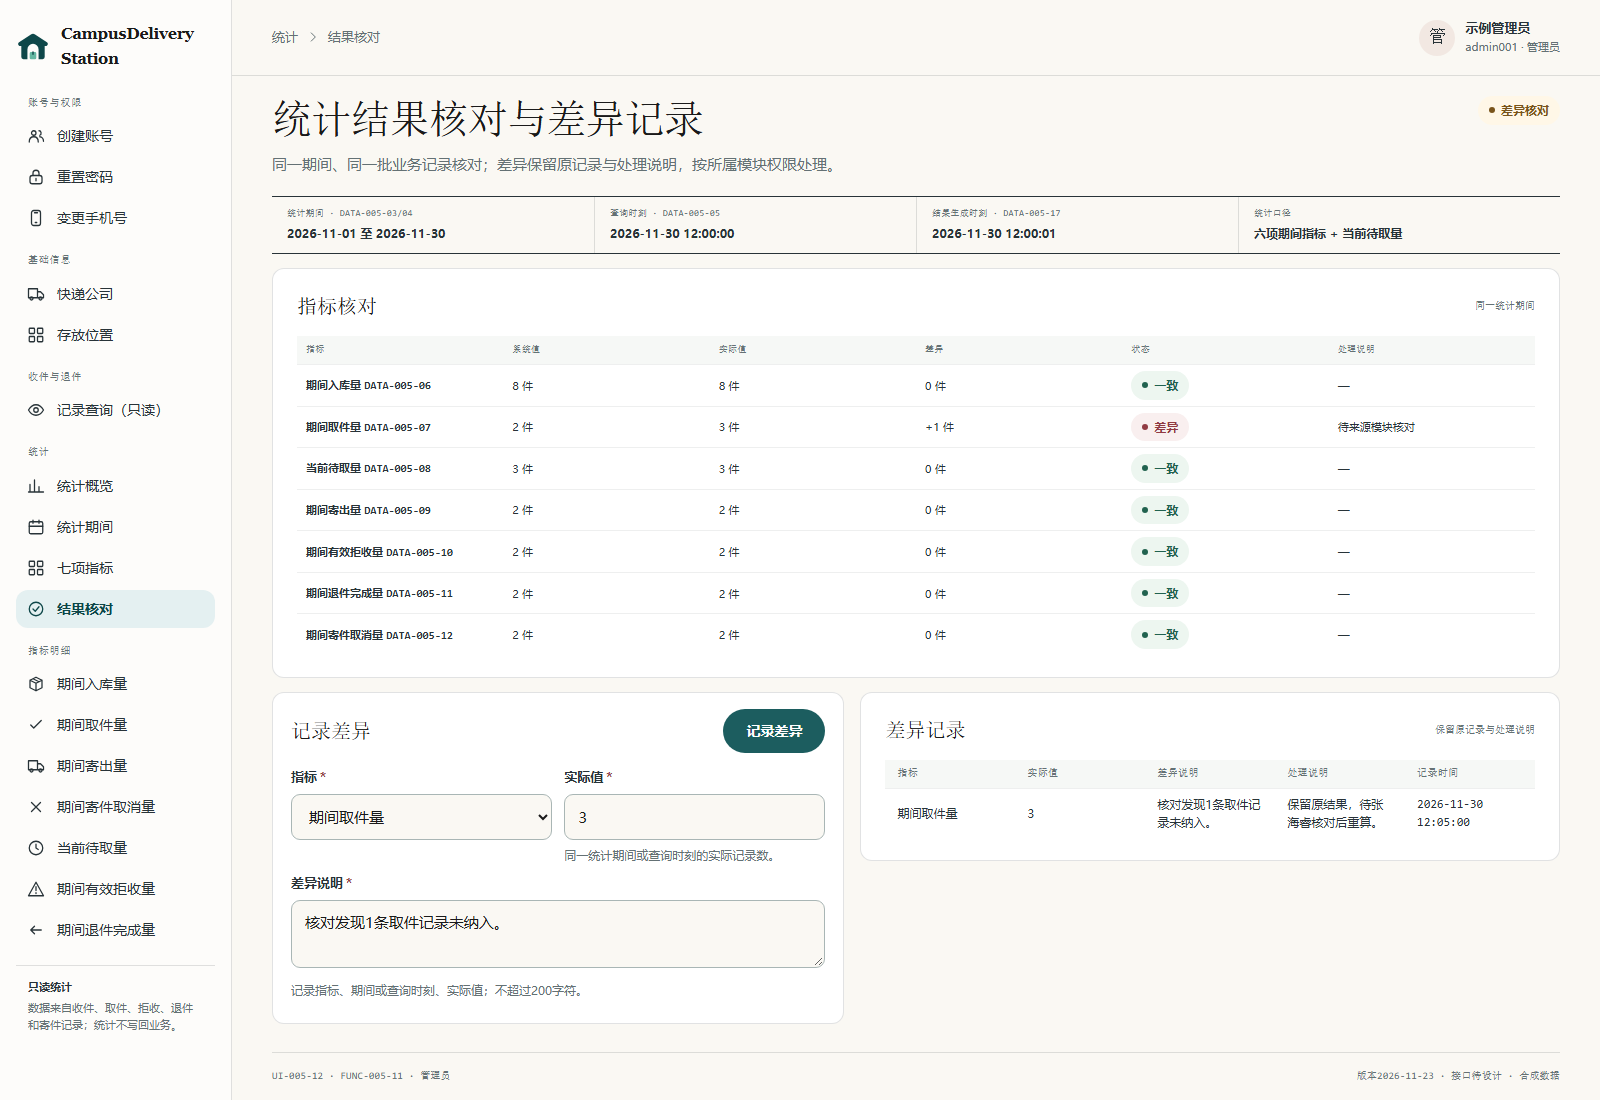 CampusDelivery
Station
账号与权限
创建账号
重置密码
变更手机号
基础信息
快递公司
存放位置
收件与退件
记录查询（只读）
统计
统计概览
统计期间
七项指标
结果核对
指标明细
期间入库量
期间取件量
期间寄出量
期间寄件取消量
当前待取量
期间有效拒收量
期间退件完成量
只读统计
数据来自收件、取件、拒收、退件
和寄件记录；统计不写回业务。
统计 > 结果核对
管
示例管理员
admin001 · 管理员
统计结果核对与差异记录
差异核对
同一期间、同一批业务记录核对；差异保留原记录与处理说明，按所属模块权限处理。
统计期间 · DATA-005-03/04
2026-11-01 至 2026-11-30
查询时刻 · DATA-005-05
2026-11-30 12:00:00
结果生成时刻 · DATA-005-17
2026-11-30 12:00:01
统计口径
六项期间指标 + 当前待取量
指标核对
同一统计期间
指标 系统值 实际值 差异 状态 处理说明
期间入库量 DATA-005-06 8 件 8 件 0 件 一致 —
期间取件量 DATA-005-07 2 件 3 件 +1 件 差异 待来源模块核对
当前待取量 DATA-005-08 3 件 3 件 0 件 一致 —
期间寄出量 DATA-005-09 2 件 2 件 0 件 一致 —
期间有效拒收量 DATA-005-10 2 件 2 件 0 件 一致 —
期间退件完成量 DATA-005-11 2 件 2 件 0 件 一致 —
期间寄件取消量 DATA-005-12 2 件 2 件 0 件 一致 —
记录差异
记录差异
指标 *
期间取件量
实际值 *
3
同一统计期间或查询时刻的实际记录数。
差异说明 *
核对发现1条取件记录未纳入。
记录指标、期间或查询时刻、实际值；不超过200字符。
差异记录
保留原记录与处理说明
指标 实际值 差异说明 处理说明 记录时间
期间取件量 3 核对发现1条取件记 保留原结果，待张 2026-11-30
录未纳入。 海睿核对后重算。 12:05:00
UI-005-12 · FUNC-005-11 · 管理员
版本2026-11-23 · 接口待设计 · 合成数据